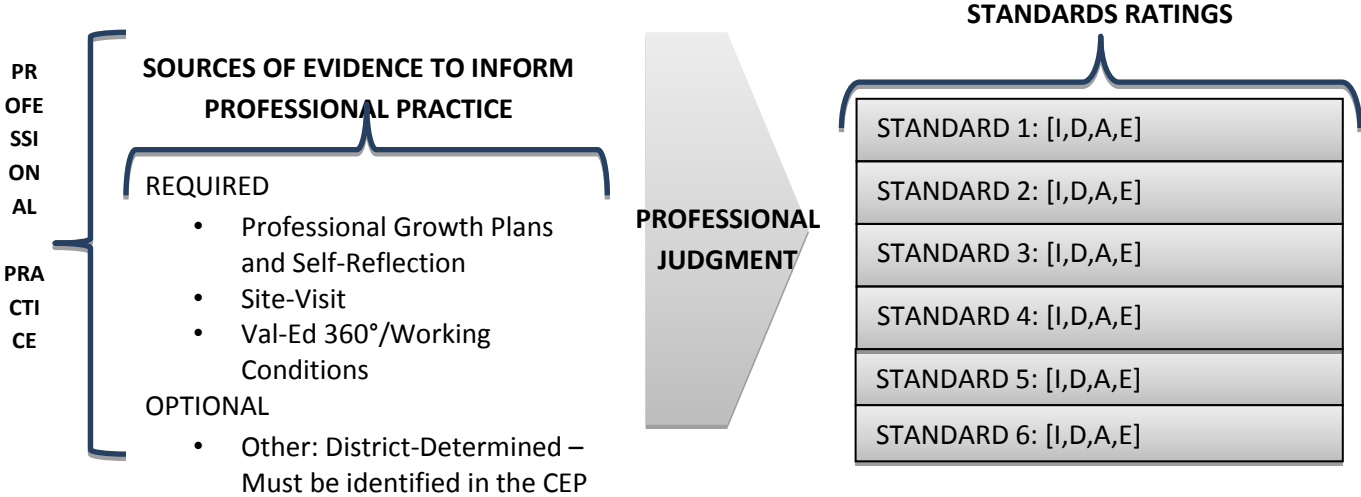 PR
OFE
SSI
ON
AL
PRA
CTI
CE
SOURCES OF EVIDENCE TO INFORM
PROFESSIONAL PRACTICE
REQUIRED
• Professional Growth Plans
and Self-Reflection
• Site-Visit
• Val-Ed 360°/Working
Conditions
OPTIONAL
• Other: District-Determined –
Must be identified in the CEP
PROFESSIONAL
JUDGMENT
STANDARDS RATINGS
STANDARD 1: [I,D,A,E]
STANDARD 2: [I,D,A,E]
STANDARD 3: [I,D,A,E]
STANDARD 4: [I,D,A,E]
STANDARD 5: [I,D,A,E]
STANDARD 6: [I,D,A,E]